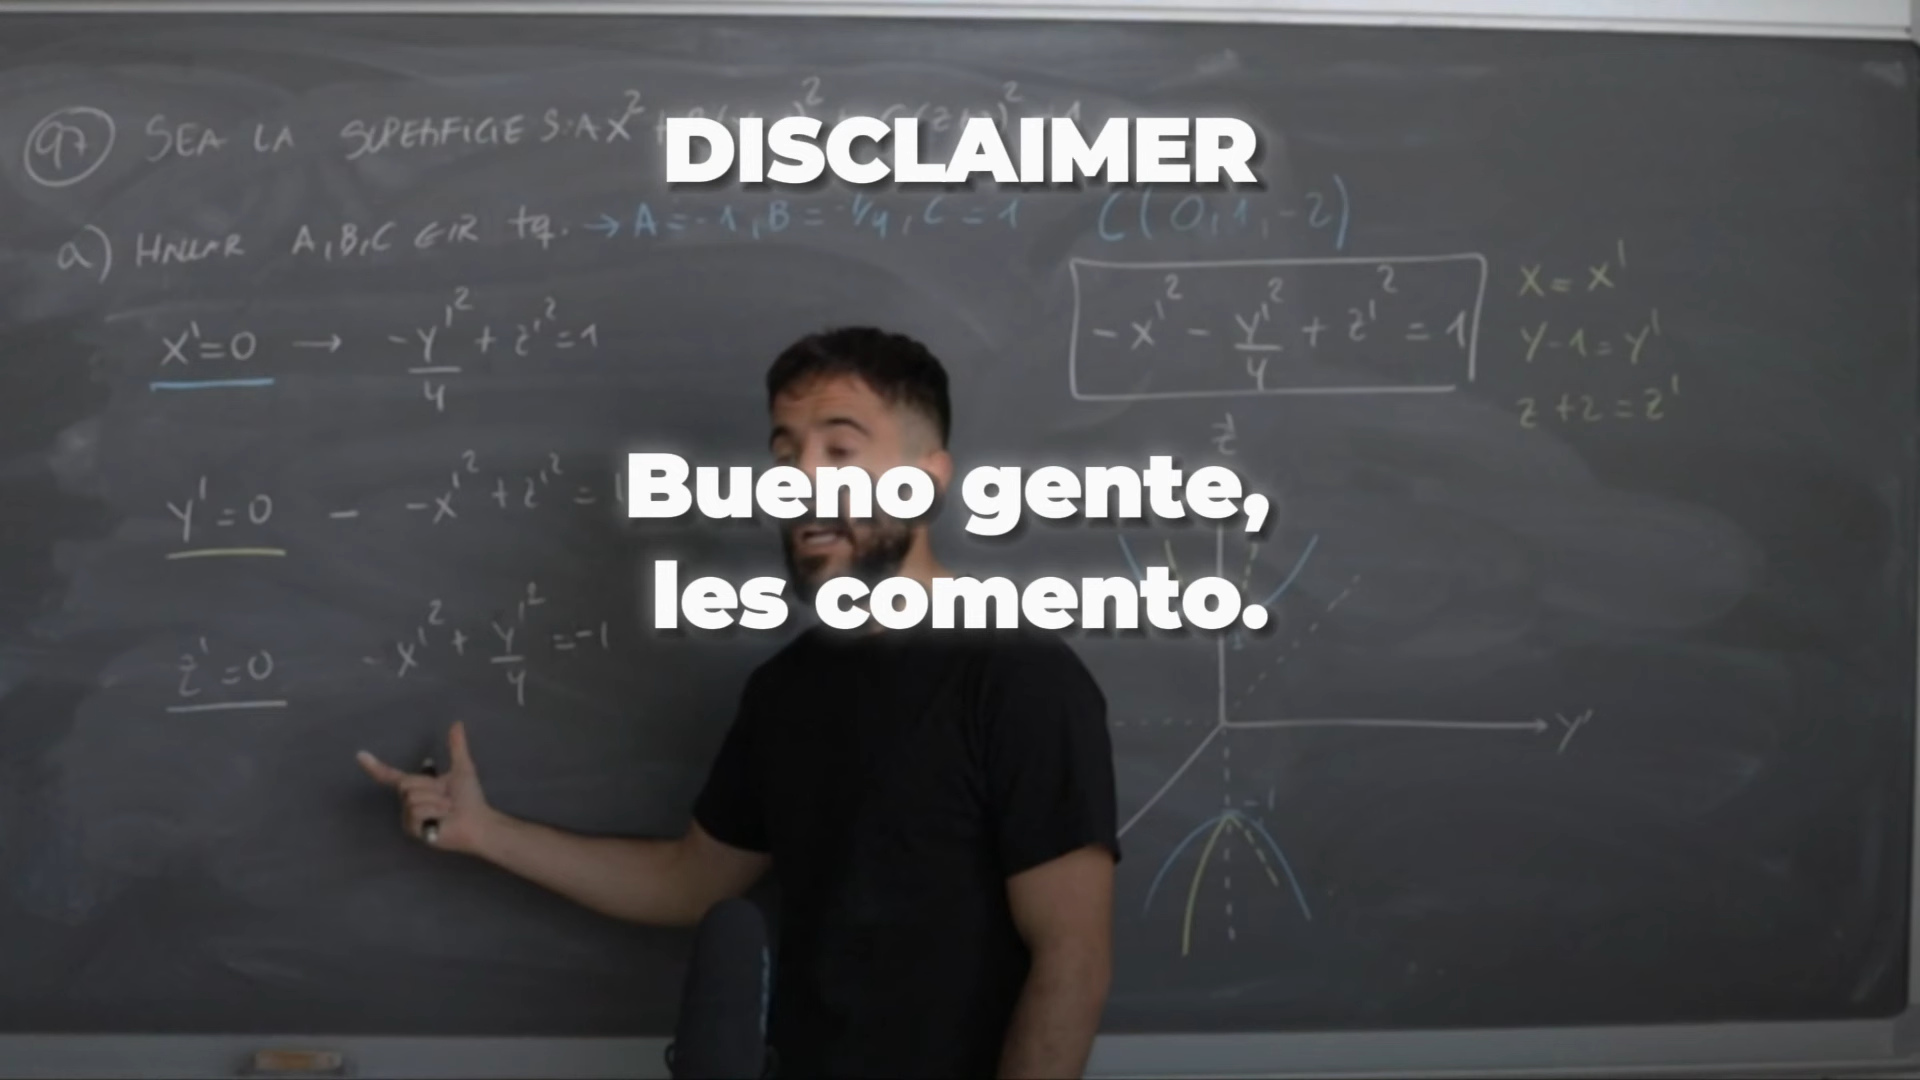 DISCLAIMER
Bueno gente,
les comento.
97 SEA LA SUPERFICIE S: AX²
a) HALLAR A,B,C ∈ IR tq. → A = -1, B = -1/4, C = 1
C(0,1,-2)
x'=0 → -y'²/4 + z'² = 1
-x'² - y'²/4 + z'² = 1
x = x'
y-1 = y'
z+2 = z'
y'=0 - -x'² + z'² =
z'=0 -x'² + y'²/4 = -1
z'
y'
-1